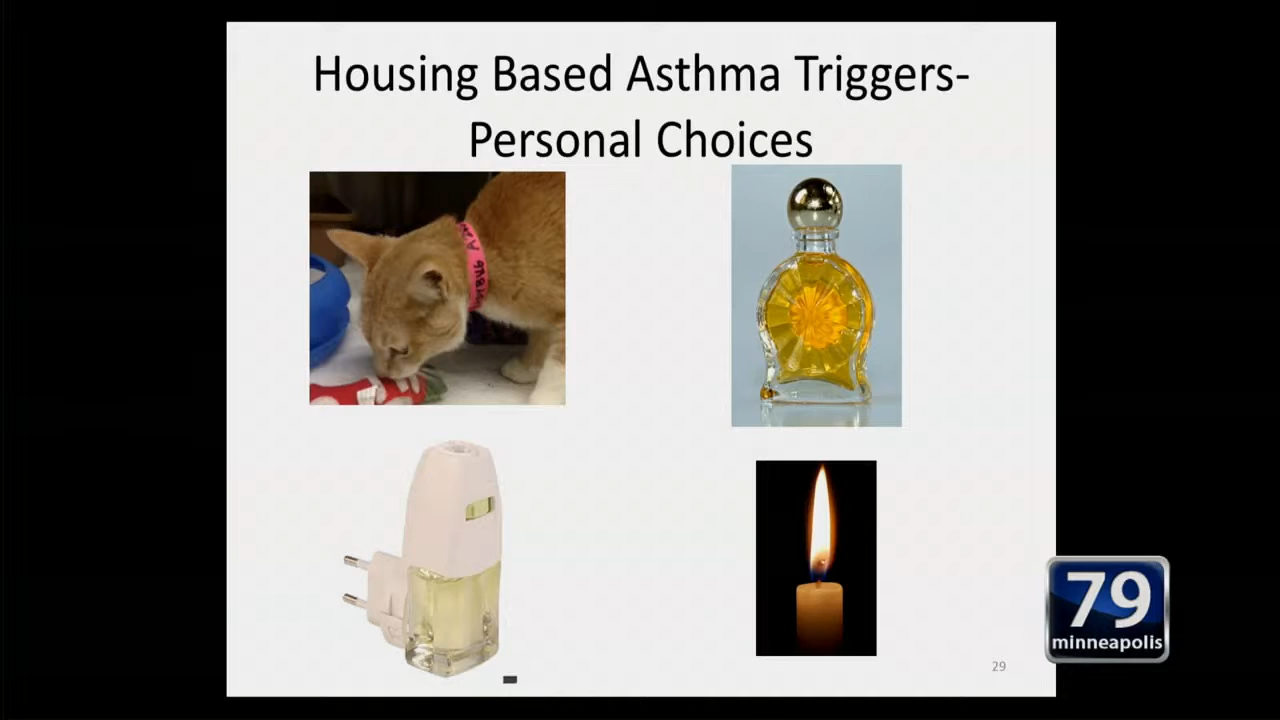 Housing Based Asthma Triggers-
Personal Choices
29
79
minneapolis